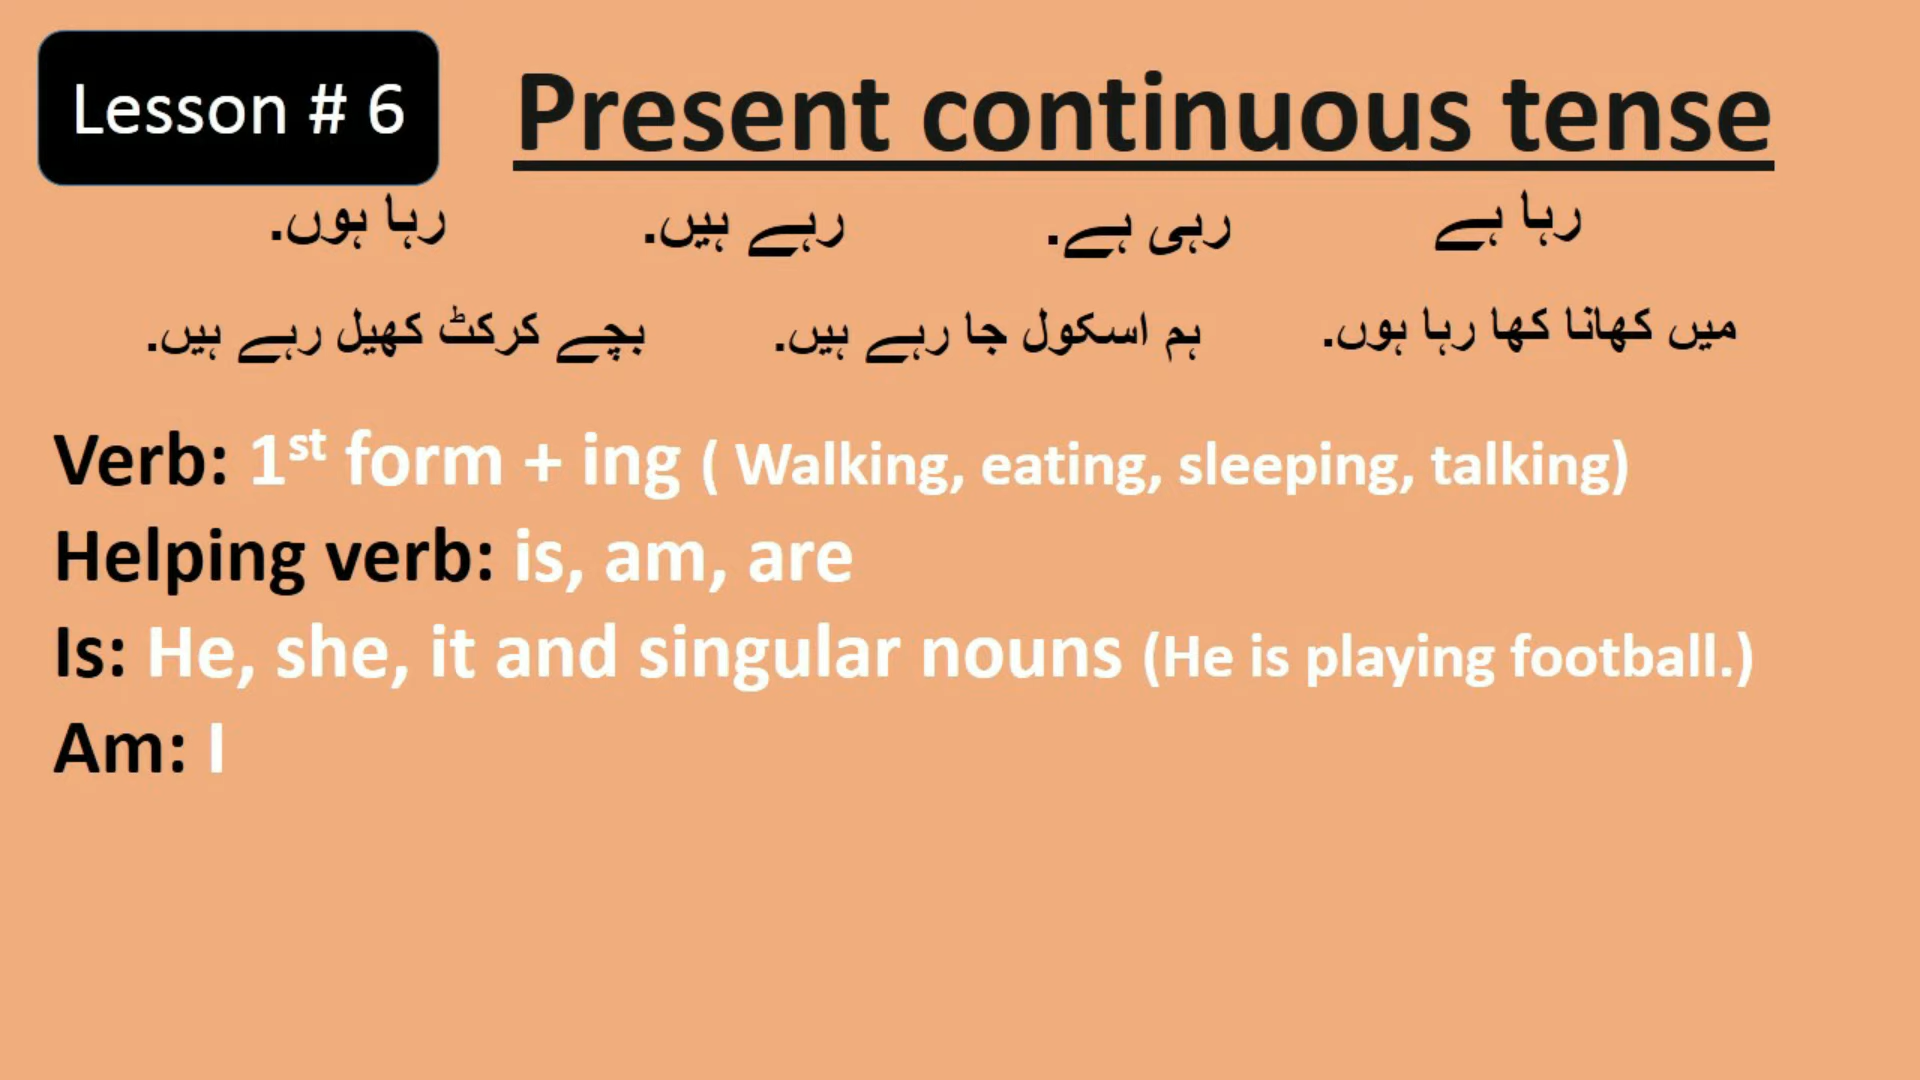 Lesson # 6
Present continuous tense
رہا ہے
رہی ہے.
رہے ہیں.
رہا ہوں.
میں کھانا کھا رہا ہوں.
ہم اسکول جا رہے ہیں.
بچے کرکٹ کھیل رہے ہیں.
Verb: 1st form + ing ( Walking, eating, sleeping, talking)
Helping verb: is, am, are
Is: He, she, it and singular nouns (He is playing football.)
Am: I